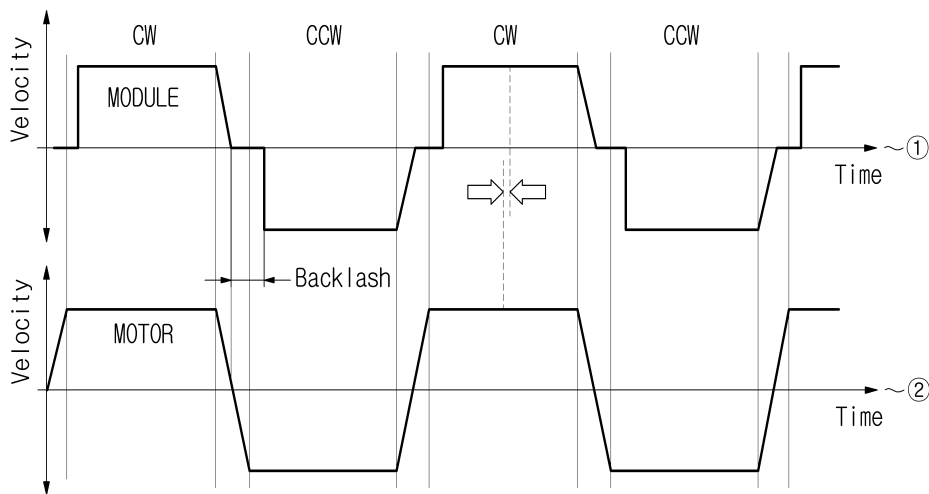 CW
CCW
CW
CCW
Velocity
MODULE
~①
Time
Backlash
Velocity
MOTOR
~②
Time